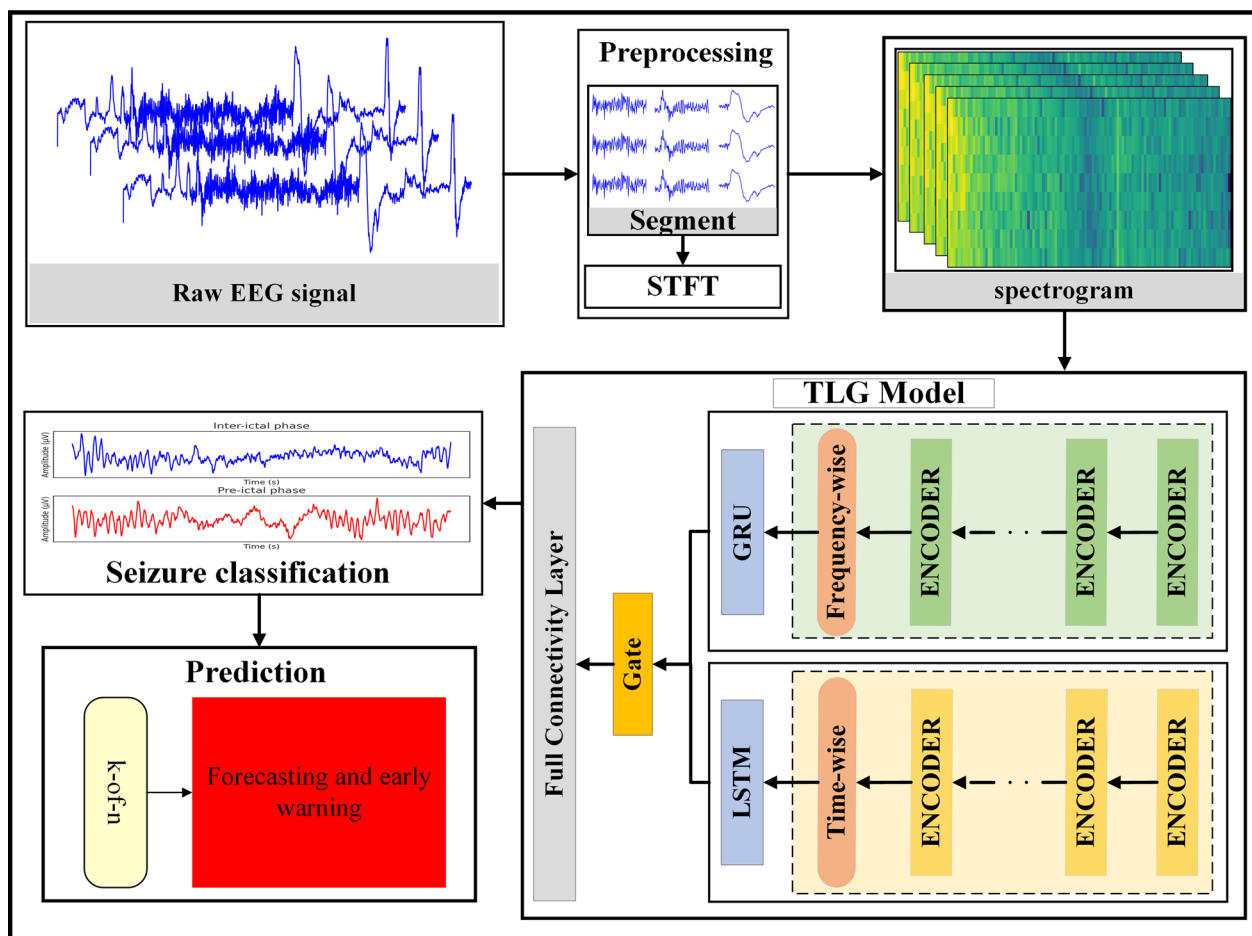 Raw EEG signal
Preprocessing
Segment
STFT
spectrogram
TLG Model
ENCODER
ENCODER
. .
ENCODER
Frequency-wise
GRU
ENCODER
ENCODER
. .
ENCODER
Time-wise
LSTM
Gate
Full Connectivity Layer
Inter-ictal phase
Amplitude (μV)
Time (s)
Pre-ictal phase
Amplitude (μV)
Time (s)
Seizure classification
Prediction
k-of-n
Forecasting and early
warning